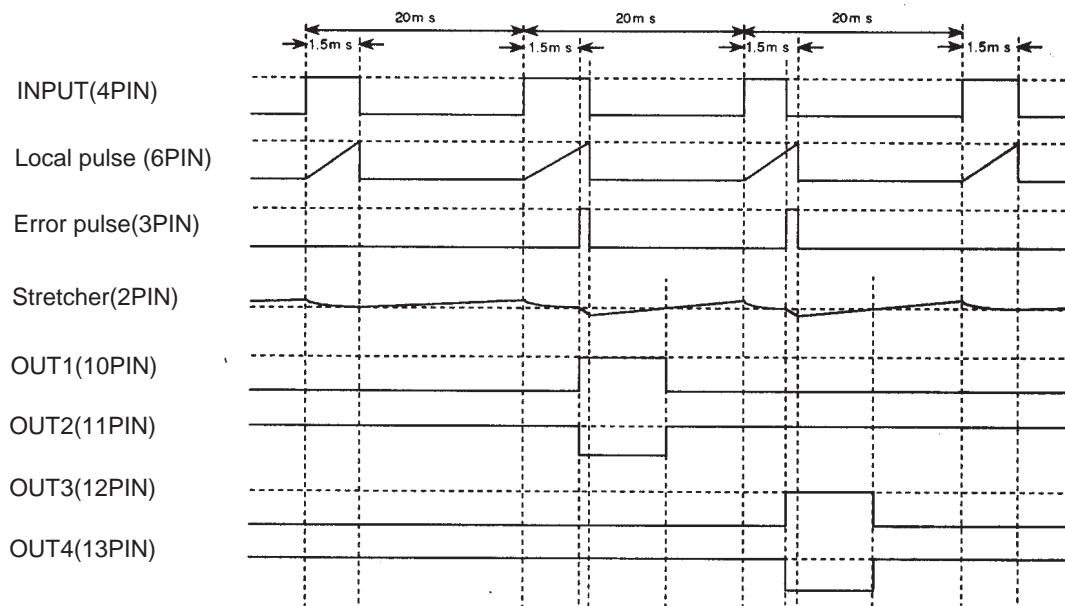 20m s 20m s 20m s
1.5m s 1.5m s 1.5m s 1.5m s
INPUT(4PIN)
Local pulse (6PIN)
Error pulse(3PIN)
Stretcher(2PIN)
OUT1(10PIN)
OUT2(11PIN)
OUT3(12PIN)
OUT4(13PIN)